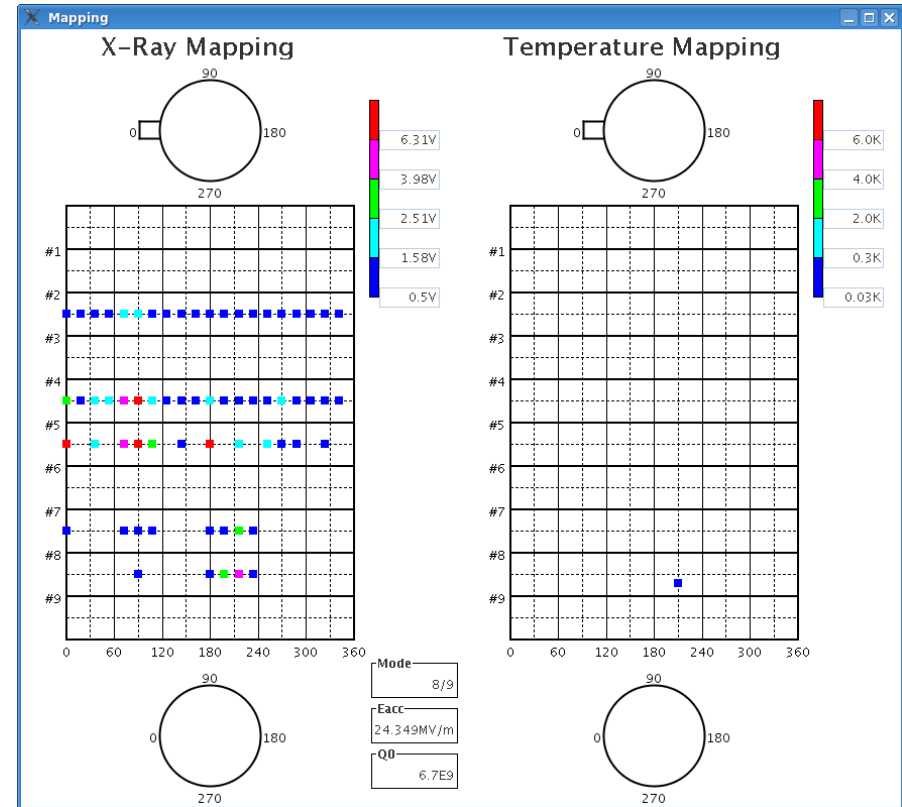 Mapping
X-Ray Mapping
90
0
180
270
6.31V
3.98V
2.51V
1.58V
0.5V
#1
#2
#3
#4
#5
#6
#7
#8
#9
0 60 120 180 240 300 360
90
0
180
270
Mode
8/9
Eacc
24.349MV/m
Q0
6.7E9
Temperature Mapping
90
0
180
270
6.0K
4.0K
2.0K
0.3K
0.03K
#1
#2
#3
#4
#5
#6
#7
#8
#9
0 60 120 180 240 300 360
90
0
180
270